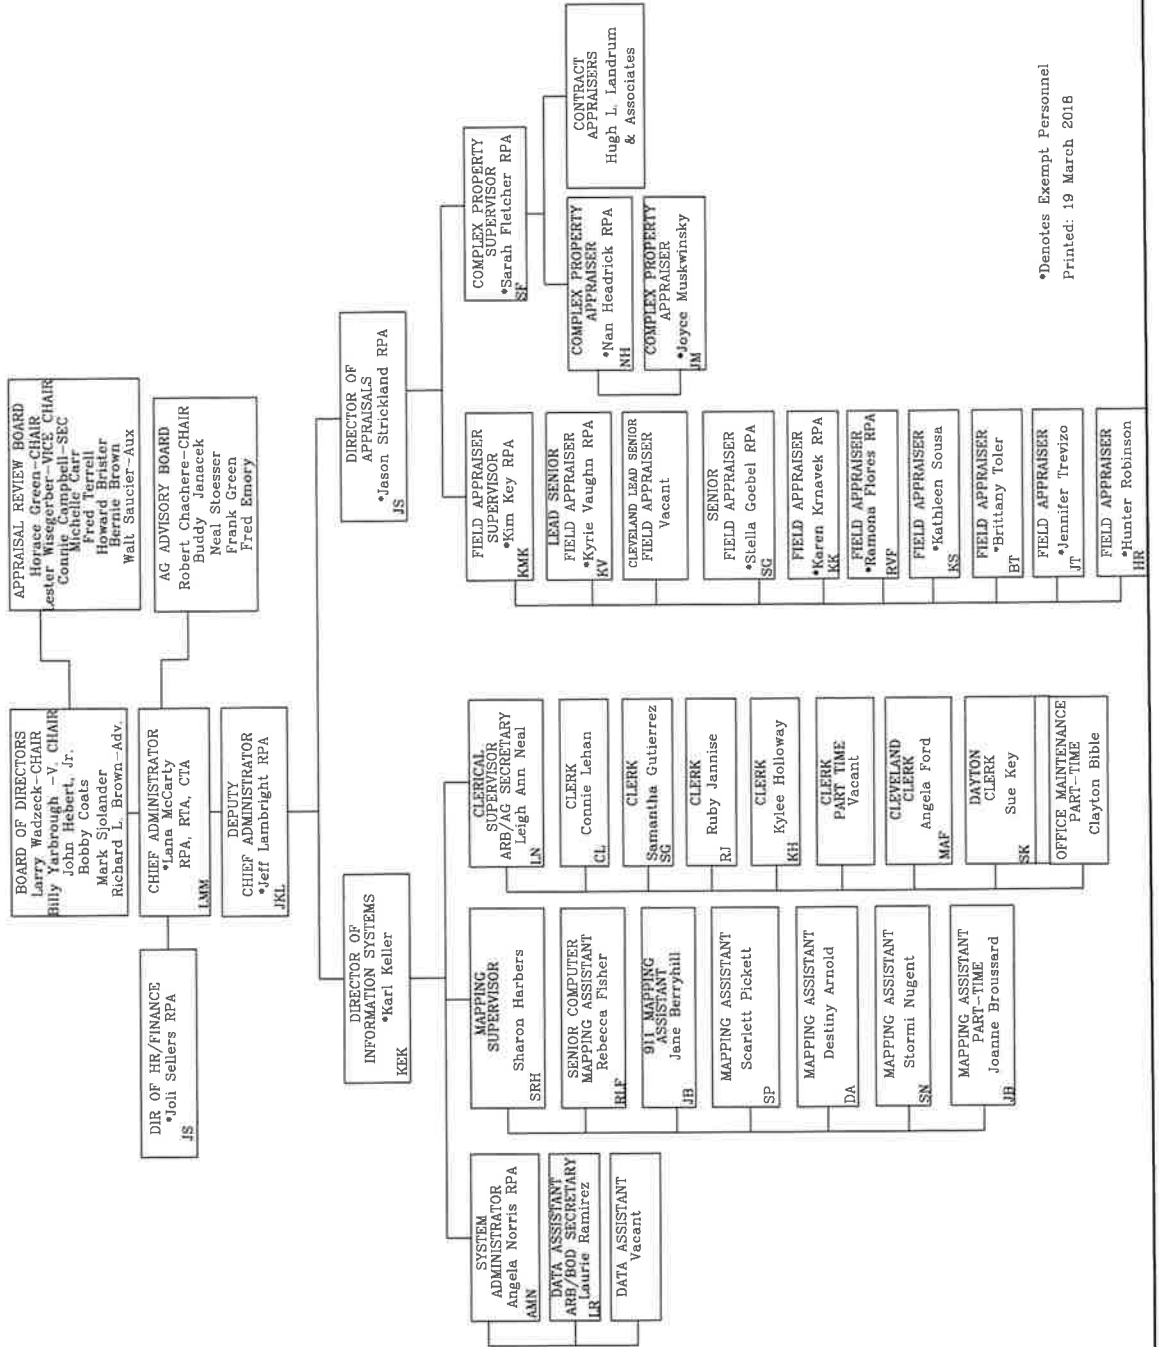 BOARD OF DIRECTORS
Larry Wadzeck-CHAIR
Billy Yarbrough -V. CHAIR
John Hebert, Jr.
Bobby Coats
Mark Sjolander
Richard L. Brown-Adv.
APPRAISAL REVIEW BOARD
Horace Green-CHAIR
Lester Wisegerber-VICE CHAIR
Connie Campbell-SEC
Michelle Carr
Fred Terrell
Howard Brister
Bernie Brown
Walt Saucier-Aux
DIR OF HR/FINANCE
*Joli Sellers RPA
JS
CHIEF ADMINISTRATOR
*Lana McCarty
RPA, RTA, CTA
LMM
AG ADVISORY BOARD
Robert Chachere-CHAIR
Buddy Janacek
Neal Stoesser
Frank Green
Fred Emory
DEPUTY
CHIEF ADMINISTRATOR
*Jeff Lambright RPA
JKL
DIRECTOR OF
INFORMATION SYSTEMS
*Karl Keller
KEK
DIRECTOR OF
APPRAISALS
*Jason Strickland RPA
JS
SYSTEM
ADMINISTRATOR
Angela Norris RPA
AMN
DATA ASSISTANT
ARB/BOD SECRETARY
Laurie Ramirez
LR
DATA ASSISTANT
Vacant
MAPPING
SUPERVISOR
Sharon Harbers
SRH
SENIOR COMPUTER
MAPPING ASSISTANT
Rebecca Fisher
RLF
911 MAPPING
ASSISTANT
Jane Berryhill
JB
MAPPING ASSISTANT
Scarlett Pickett
SP
MAPPING ASSISTANT
Destiny Arnold
DA
MAPPING ASSISTANT
Stormi Nugent
SN
MAPPING ASSISTANT
PART-TIME
Joanne Broussard
JB
CLERICAL
SUPERVISOR
ARB/AG SECRETARY
Leigh Ann Neal
LN
CLERK
Connie Lehan
CL
CLERK
Samantha Gutierrez
SG
CLERK
Ruby Jannise
RJ
CLERK
Kylee Holloway
KH
CLERK
PART TIME
Vacant
CLEVELAND
CLERK
Angela Ford
MAF
DAYTON
CLERK
Sue Key
SK
OFFICE MAINTENANCE
PART-TIME
Clayton Bible
FIELD APPRAISER
SUPERVISOR
*Kim Key RPA
KMK
LEAD SENIOR
FIELD APPRAISER
*Kyrie Vaughn RPA
KV
CLEVELAND LEAD SENIOR
FIELD APPRAISER
Vacant
SENIOR
FIELD APPRAISER
*Stella Goebel RPA
SG
FIELD APPRAISER
*Karen Krnavek RPA
KK
FIELD APPRAISER
*Ramona Flores RPA
RVF
FIELD APPRAISER
*Kathleen Sousa
KS
FIELD APPRAISER
*Brittany Toler
BT
FIELD APPRAISER
*Jennifer Trevizo
JT
FIELD APPRAISER
*Hunter Robinson
HR
COMPLEX PROPERTY
SUPERVISOR
*Sarah Fletcher RPA
SF
COMPLEX PROPERTY
APPRAISER
*Nan Headrick RPA
NH
COMPLEX PROPERTY
APPRAISER
*Joyce Muskwinsky
JM
CONTRACT
APPRAISERS
Hugh L. Landrum
& Associates
*Denotes Exempt Personnel
Printed: 19 March 2018